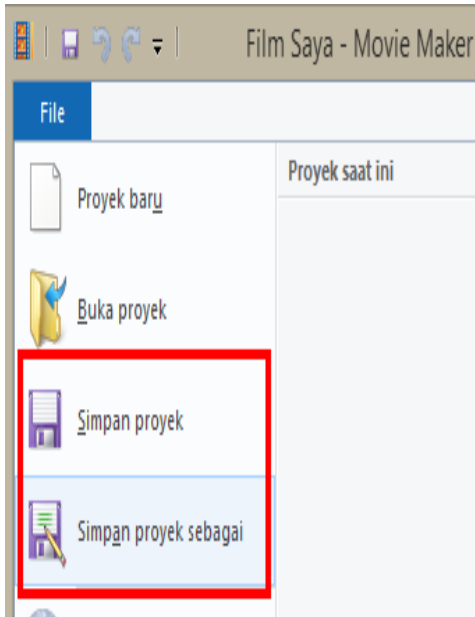 Film Saya - Movie Maker
File
Proyek saat ini
Proyek baru
Buka proyek
Simpan proyek
Simpan proyek sebagai